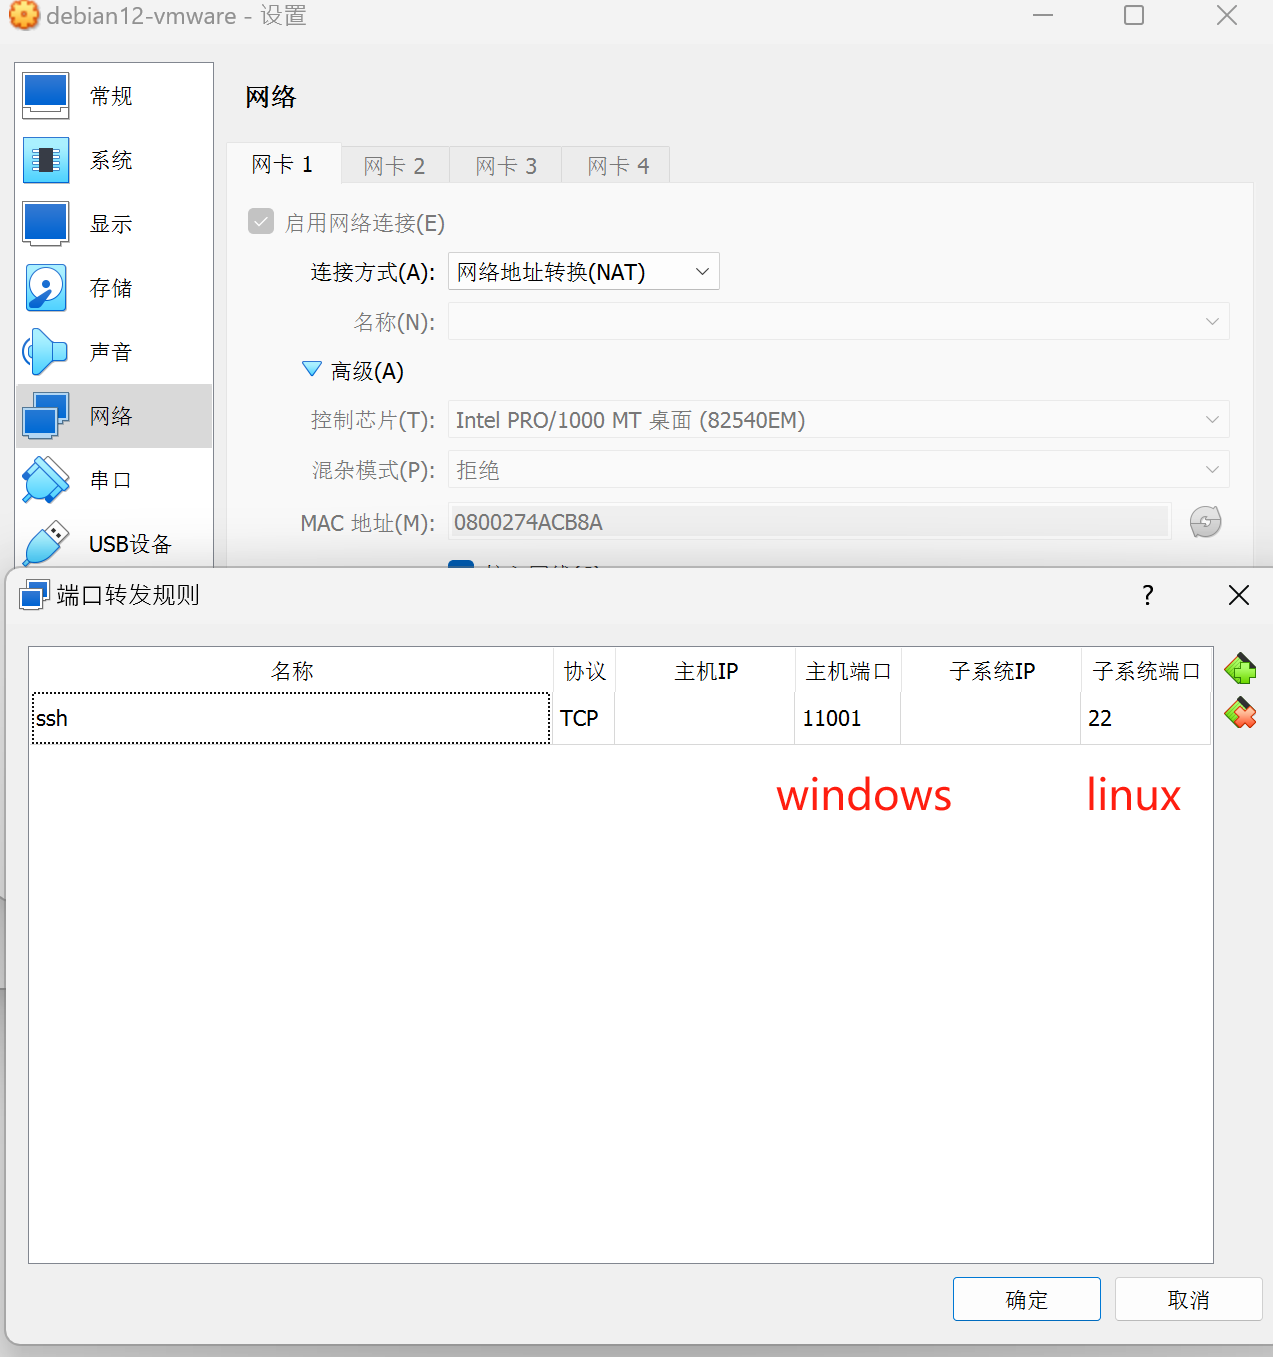 debian12-vmware - 设置
常规
系统
显示
存储
声音
网络
串口
USB设备
网络
网卡 1
网卡 2
网卡 3
网卡 4
启用网络连接(E)
连接方式(A): 网络地址转换(NAT)
名称(N):
高级(A)
控制芯片(T): Intel PRO/1000 MT 桌面 (82540EM)
混杂模式(P): 拒绝
MAC 地址(M): 0800274ACB8A
端口转发规则
?
名称 协议 主机IP 主机端口 子系统IP 子系统端口
ssh TCP 11001 22
windows linux
确定 取消